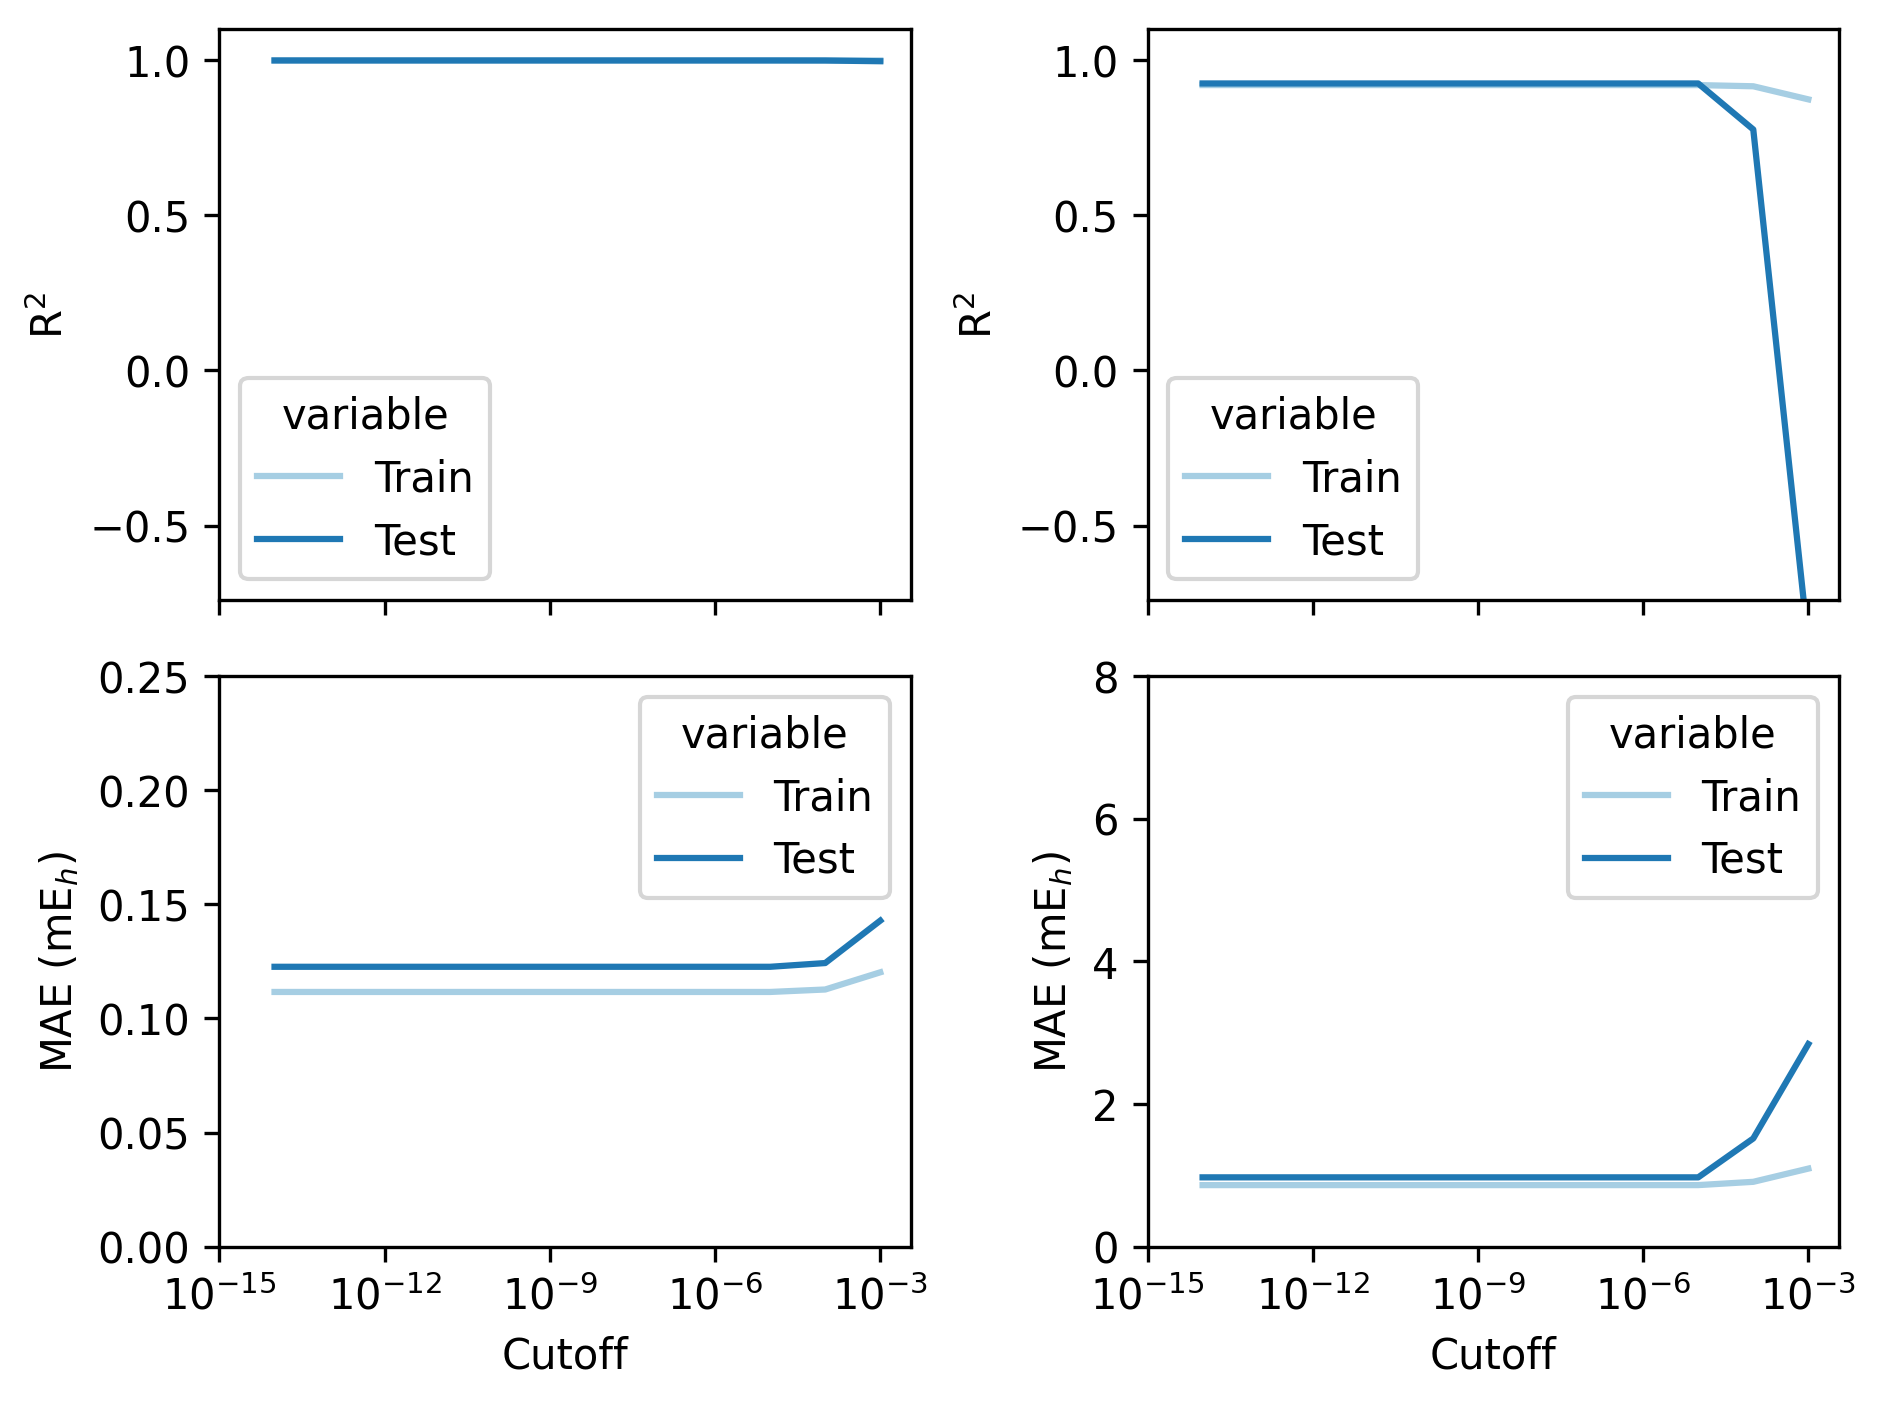 1.0
0.5
0.0
−0.5
R²
variable
Train
Test
1.0
0.5
0.0
−0.5
R²
variable
Train
Test
0.25
0.20
0.15
0.10
0.05
0.00
MAE (mEₕ)
variable
Train
Test
10⁻¹⁵ 10⁻¹² 10⁻⁹ 10⁻⁶ 10⁻³
Cutoff
8
6
4
2
0
MAE (mEₕ)
variable
Train
Test
10⁻¹⁵ 10⁻¹² 10⁻⁹ 10⁻⁶ 10⁻³
Cutoff